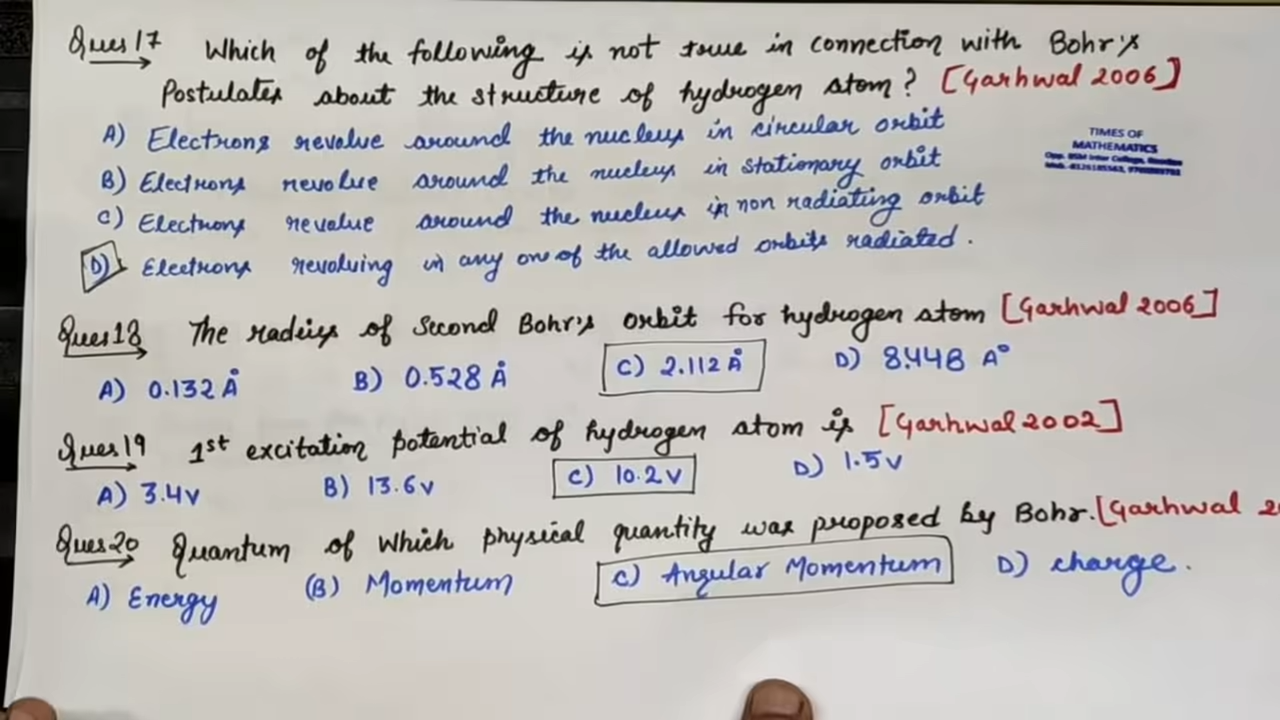 Ques 17 Which of the following is not true in connection with Bohr's
Postulates about the structure of hydrogen atom? [Garhwal 2006]
A) Electrons revolve around the nucleus in circular orbit
B) Electrons revolve around the nucleus in stationary orbit
C) Electrons revalue around the nucleus in non radiating orbit
D) Electrons revolving in any one of the allowed orbits radiated.
TIMES OF
MATHEMATICS
Ques 18 The radius of Second Bohr's orbit for hydrogen atom [Garhwal 2006]
A) 0.132 Å B) 0.528 Å C) 2.112 Å D) 8.448 A°
Ques 19 1st excitation potential of hydrogen atom is [Garhwal 2002]
A) 3.4v B) 13.6v C) 10.2 v D) 1.5v
Ques 20 Quantum of which physical quantity was proposed by Bohr. [Garhwal 2
A) Energy (B) Momentum C) Angular Momentum D) charge.